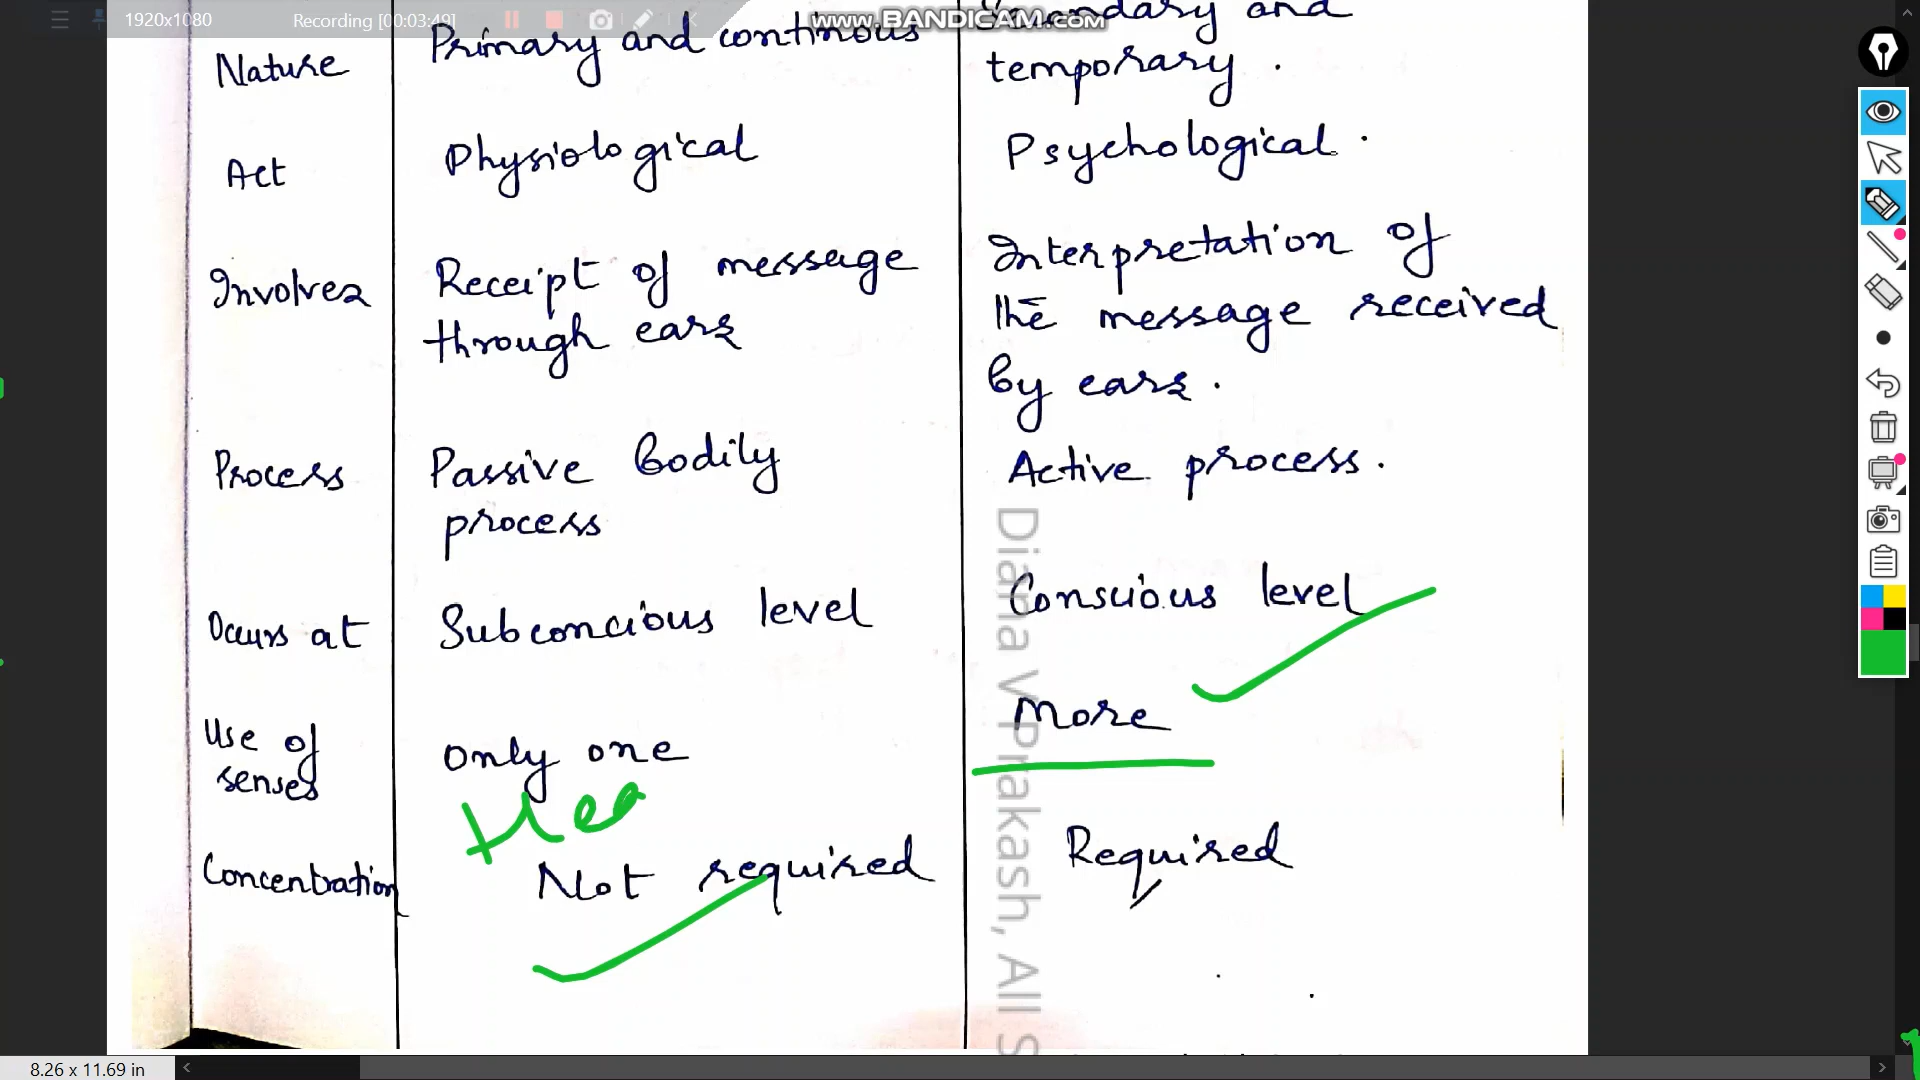 1920x1080 Recording [00:03:49] www.BANDICAM.com
Nature Primary and continous Secondary and
temporary .
Act Physiological Psychological .
Involves Receipt of message Interpretation of
through ears the message received
by ears .
Process Passive bodily Active process .
process
Occurs at Subconcious level Conscious level
Use of only one More
senses
Hea
Concentration Not required Required
Diana V Prakash, All S
8.26 x 11.69 in